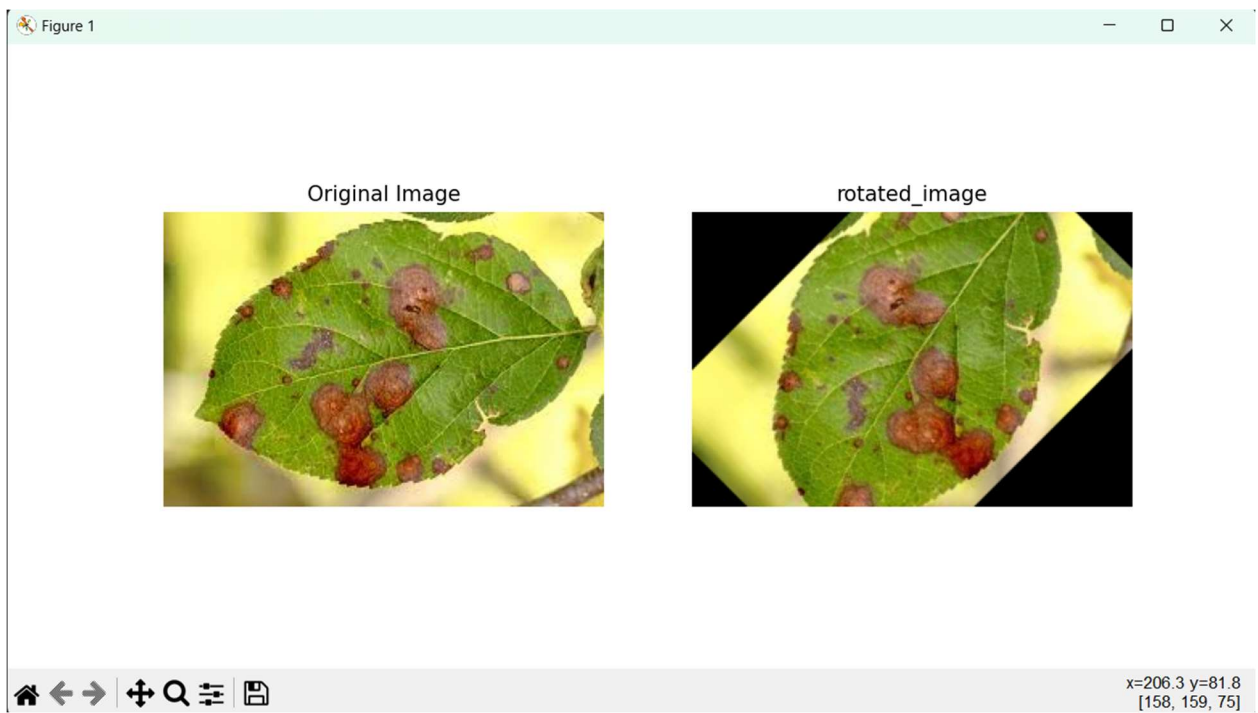 Figure 1
Original Image
rotated_image
x=206.3 y=81.8
[158, 159, 75]